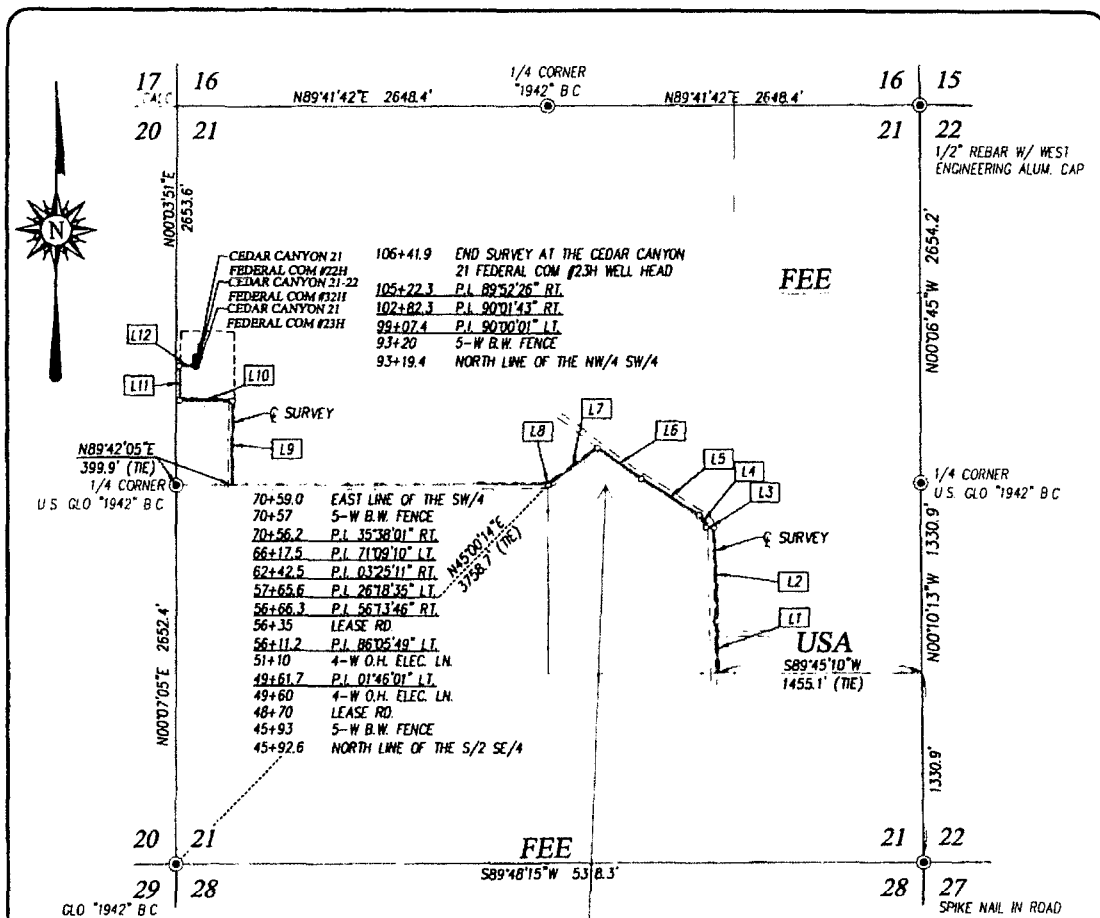 17 16
CALC
20 21
N89°41'42"E 2648.4'
1/4 CORNER
"1942" B C
N89°41'42"E 2648.4'
16 15
21 22
1/2" REBAR W/ WEST
ENGINEERING ALUM. CAP
N00°03'51"E
2653.6'
N
CEDAR CANYON 21
FEDERAL COM #22H
CEDAR CANYON 21-22
FEDERAL COM #32H
CEDAR CANYON 21
FEDERAL COM #23H
106+41.9 END SURVEY AT THE CEDAR CANYON
21 FEDERAL COM #23H WELL HEAD
105+22.3 P.I. 89°52'26" RT.
102+82.3 P.I. 90°01'43" RT.
99+07.4 P.I. 90°00'01" LT.
93+20 5-W B.W. FENCE
93+19.4 NORTH LINE OF THE NW/4 SW/4
FEE
N00°06'45"W 2654.2'
L12
L11
L10
℄ SURVEY
L9
N89°42'05"E
399.9' (TIE)
1/4 CORNER
U.S. GLO "1942" B C
L8
L7
L6
L5
L4
L3
1/4 CORNER
U.S. GLO "1942" B C
70+59.0 EAST LINE OF THE SW/4
70+57 5-W B.W. FENCE
70+56.2 P.I. 35°38'01" RT.
66+17.5 P.I. 71°09'10" LT.
62+42.5 P.I. 03°25'11" RT.
57+65.6 P.I. 26°18'35" LT.
56+66.3 P.I. 56°13'46" RT.
56+35 LEASE RD
56+11.2 P.I. 86°05'49" LT.
51+10 4-W O.H. ELEC. LN.
49+61.7 P.I. 01°46'01" LT.
49+60 4-W O.H. ELEC. LN.
48+70 LEASE RD.
45+93 5-W B.W. FENCE
45+92.6 NORTH LINE OF THE S/2 SE/4
N45°00'14"E
3758.7' (TIE)
℄ SURVEY
L2
L1
USA
S89°45'10"W
1455.1' (TIE)
N00°10'13"W 1330.9'
1330.9'
N00°07'05"E 2652.4'
20 21
29 28
GLO "1942" B C
FEE
S89°48'15"W 5318.3'
21 22
28 27
SPIKE NAIL IN ROAD